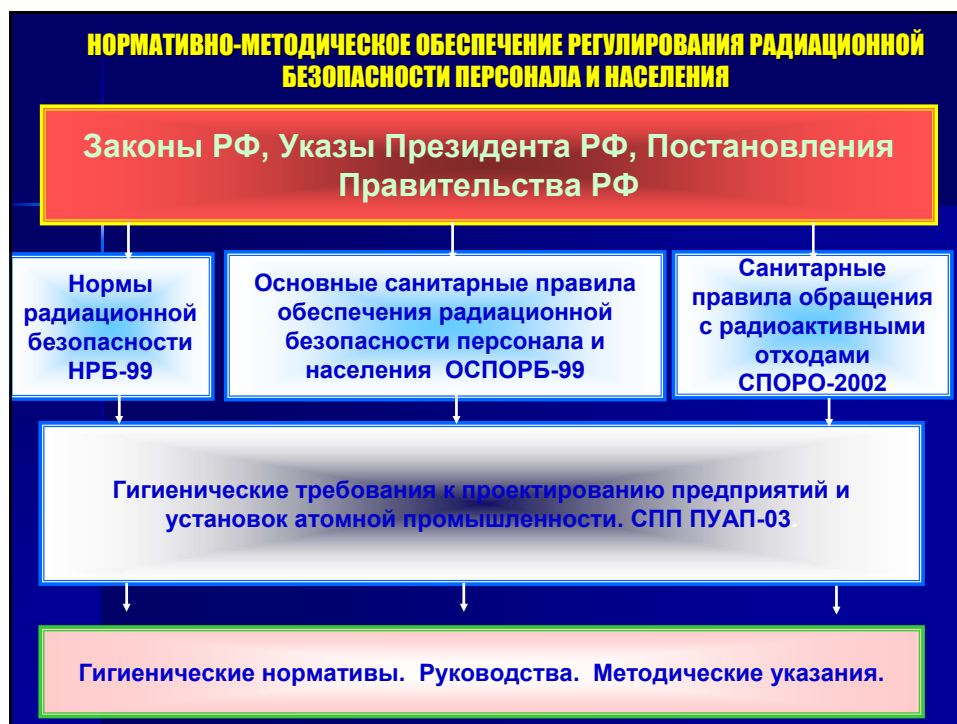 НОРМАТИВНО-МЕТОДИЧЕСКОЕ ОБЕСПЕЧЕНИЕ РЕГУЛИРОВАНИЯ РАДИАЦИОННОЙ
БЕЗОПАСНОСТИ ПЕРСОНАЛА И НАСЕЛЕНИЯ
Законы РФ, Указы Президента РФ, Постановления
Правительства РФ
Нормы
радиационной
безопасности
НРБ-99
Основные санитарные правила
обеспечения радиационной
безопасности персонала и
населения ОСПОРБ-99
Санитарные
правила обращения
с радиоактивными
отходами
СПОРО-2002
Гигиенические требования к проектированию предприятий и
установок атомной промышленности. СПП ПУАП-03.
Гигиенические нормативы. Руководства. Методические указания.